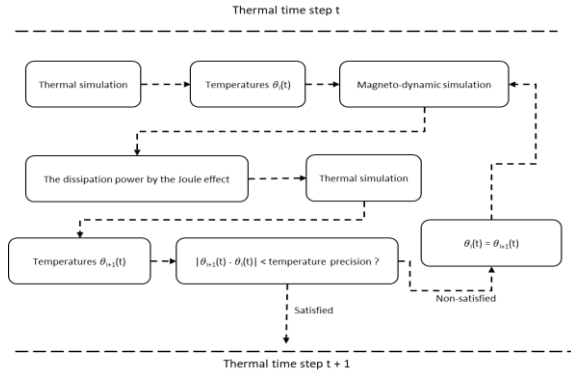 Thermal time step t
Thermal simulation
Temperatures θi(t)
Magneto-dynamic simulation
The dissipation power by the Joule effect
Thermal simulation
Temperatures θi+1(t)
|θi+1(t) - θi(t)| < temperature precision ?
θi(t) = θi+1(t)
Non-satisfied
Satisfied
Thermal time step t + 1